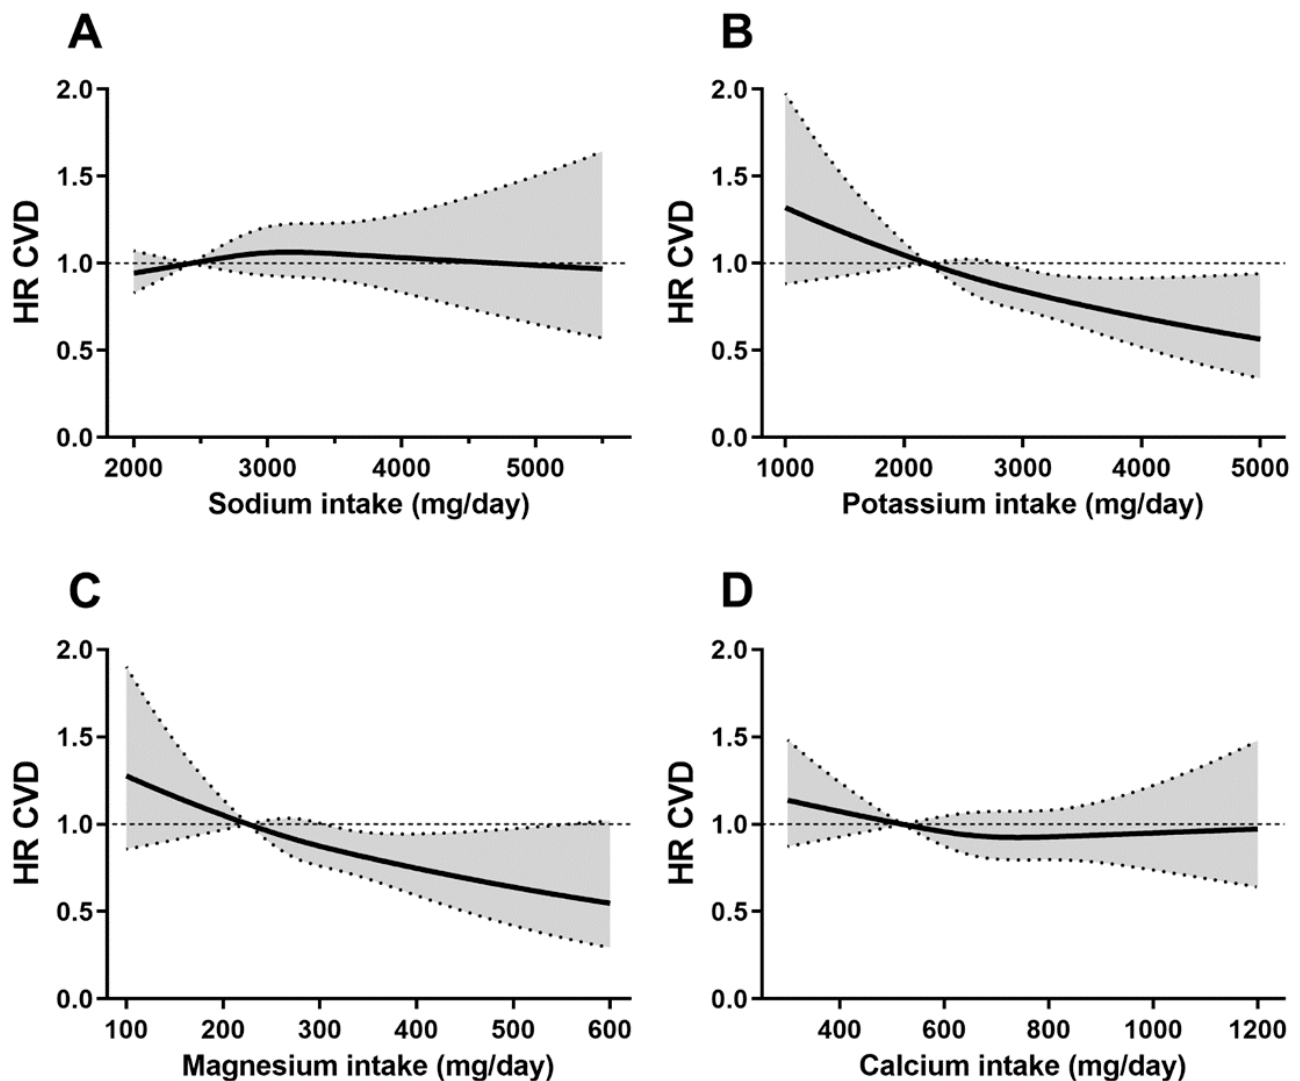 A
2.0
1.5
1.0
0.5
0.0
HR CVD
2000 3000 4000 5000
Sodium intake (mg/day)
B
2.0
1.5
1.0
0.5
0.0
HR CVD
1000 2000 3000 4000 5000
Potassium intake (mg/day)
C
2.0
1.5
1.0
0.5
0.0
HR CVD
100 200 300 400 500 600
Magnesium intake (mg/day)
D
2.0
1.5
1.0
0.5
0.0
HR CVD
400 600 800 1000 1200
Calcium intake (mg/day)